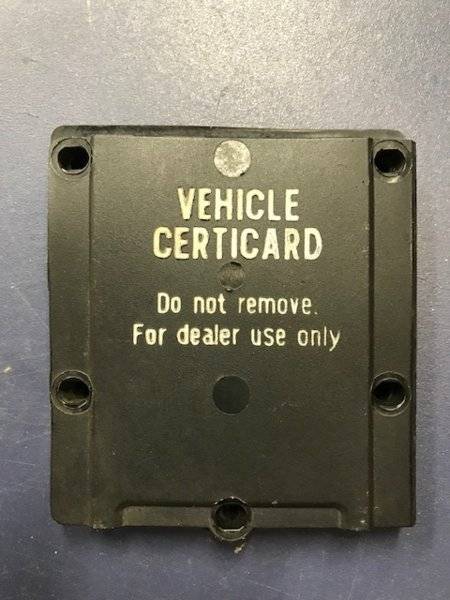 VEHICLE
CERTICARD
Do not remove.
For dealer use only